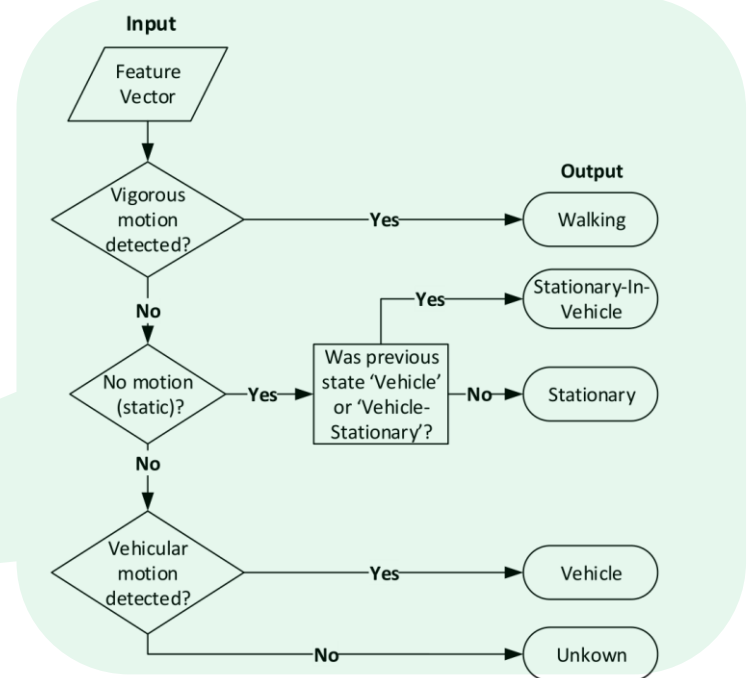 Input
Feature
Vector
Vigorous
motion
detected?
Yes
Output
Walking
No
No motion
(static)?
Yes
Was previous
state ‘Vehicle’
or ‘Vehicle-
Stationary’?
Yes
Stationary-In-
Vehicle
No
Stationary
No
Vehicular
motion
detected?
Yes
Vehicle
No
Unkown